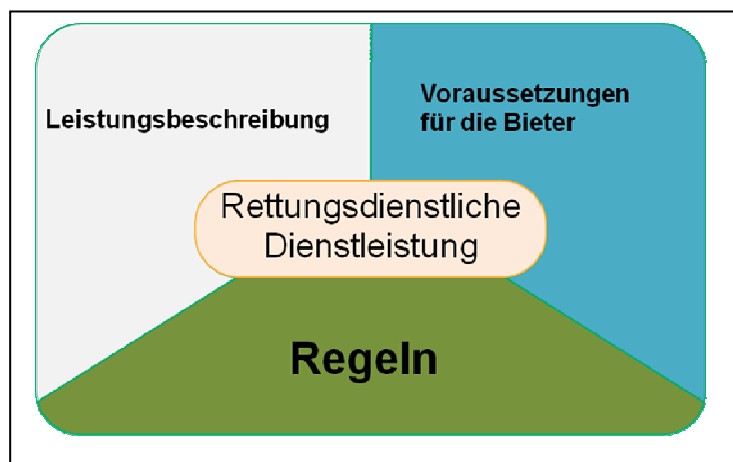 Leistungsbeschreibung
Voraussetzungen
für die Bieter
Rettungsdienstliche
Dienstleistung
Regeln